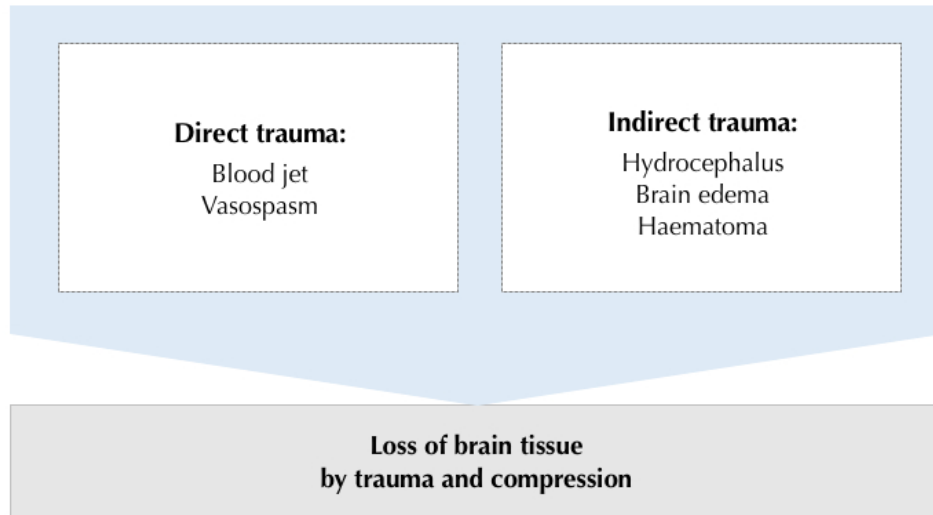 Direct trauma:
Blood jet
Vasospasm
Indirect trauma:
Hydrocephalus
Brain edema
Haematoma
Loss of brain tissue
by trauma and compression